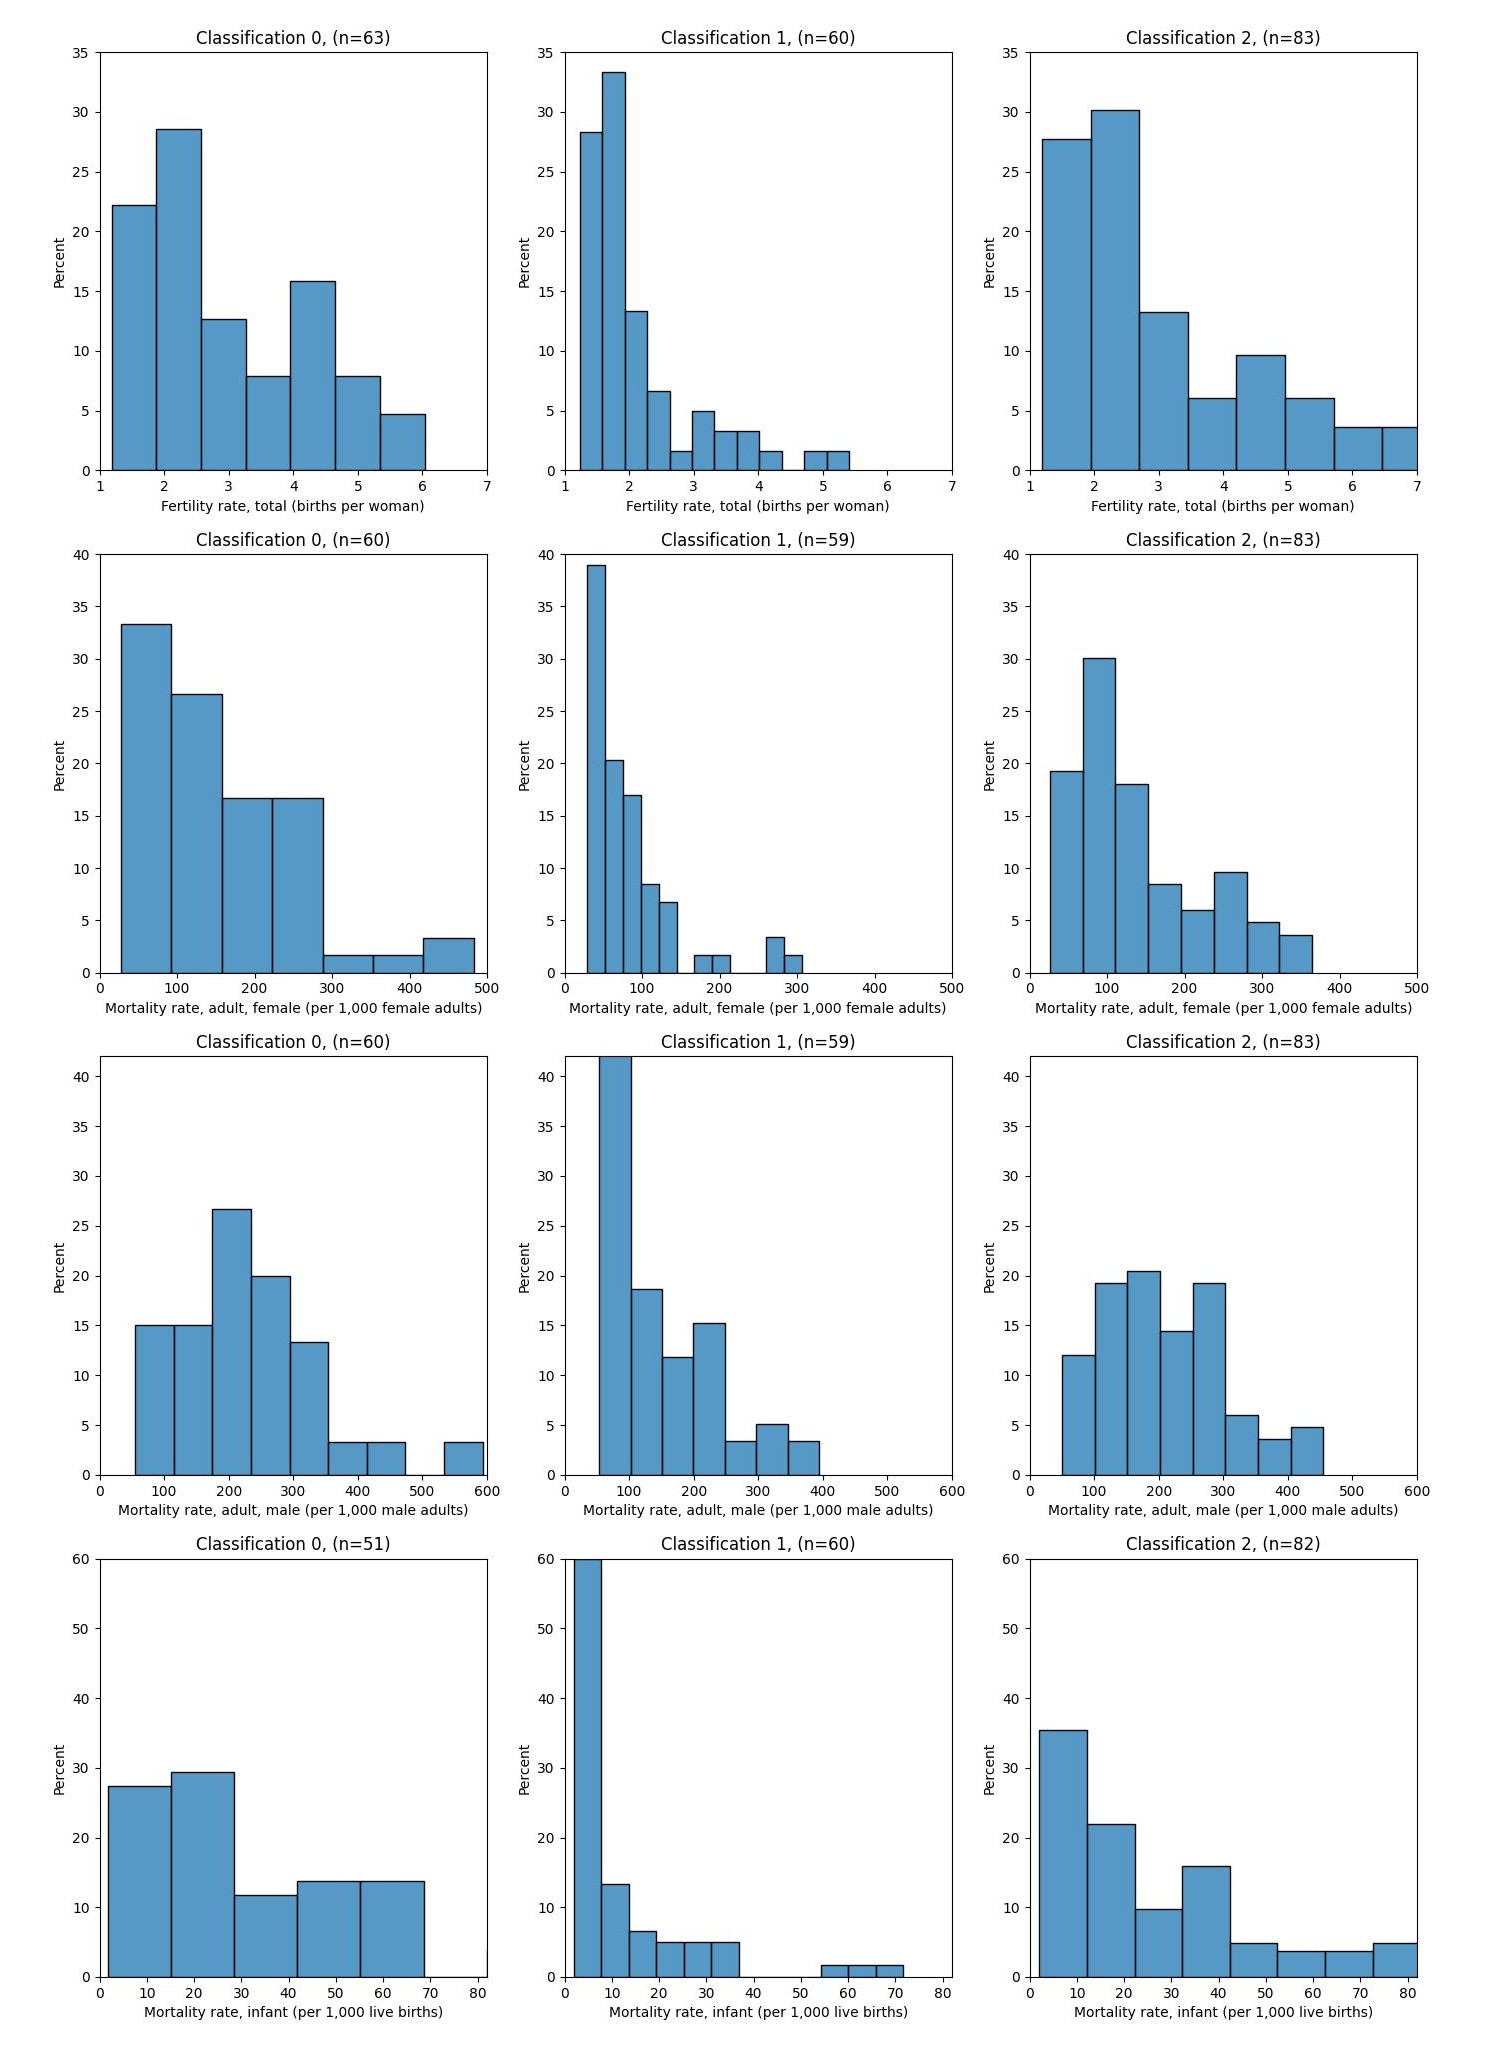 Classification 0, (n=63)
Classification 1, (n=60)
Classification 2, (n=83)
35
30
25
20
15
10
5
0
Percent
1 2 3 4 5 6 7
Fertility rate, total (births per woman)
35
30
25
20
15
10
5
0
Percent
1 2 3 4 5 6 7
Fertility rate, total (births per woman)
35
30
25
20
15
10
5
0
Percent
1 2 3 4 5 6 7
Fertility rate, total (births per woman)
Classification 0, (n=60)
Classification 1, (n=59)
Classification 2, (n=83)
40
35
30
25
20
15
10
5
0
Percent
0 100 200 300 400 500
Mortality rate, adult, female (per 1,000 female adults)
40
35
30
25
20
15
10
5
0
Percent
0 100 200 300 400 500
Mortality rate, adult, female (per 1,000 female adults)
40
35
30
25
20
15
10
5
0
Percent
0 100 200 300 400 500
Mortality rate, adult, female (per 1,000 female adults)
Classification 0, (n=60)
Classification 1, (n=59)
Classification 2, (n=83)
40
35
30
25
20
15
10
5
0
Percent
0 100 200 300 400 500 600
Mortality rate, adult, male (per 1,000 male adults)
40
35
30
25
20
15
10
5
0
Percent
0 100 200 300 400 500 600
Mortality rate, adult, male (per 1,000 male adults)
40
35
30
25
20
15
10
5
0
Percent
0 100 200 300 400 500 600
Mortality rate, adult, male (per 1,000 male adults)
Classification 0, (n=51)
Classification 1, (n=60)
Classification 2, (n=82)
60
50
40
30
20
10
0
Percent
0 10 20 30 40 50 60 70 80
Mortality rate, infant (per 1,000 live births)
60
50
40
30
20
10
0
Percent
0 10 20 30 40 50 60 70 80
Mortality rate, infant (per 1,000 live births)
60
50
40
30
20
10
0
Percent
0 10 20 30 40 50 60 70 80
Mortality rate, infant (per 1,000 live births)